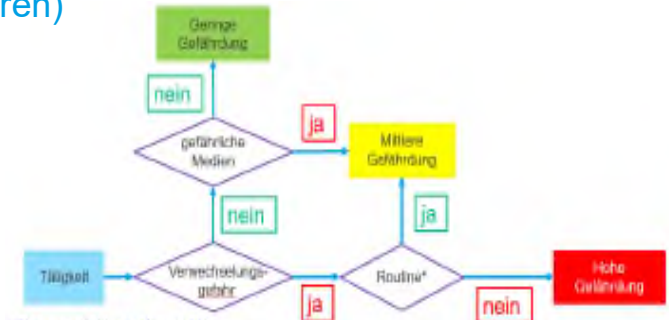 ren)
Geringe
Gefährdung
nein
gefährliche
Medien
ja
Mittlere
Gefährdung
nein
ja
Tätigkeit
Verwechselungs-
gefahr
ja
Routine*
nein
Hohe
Gefährdung